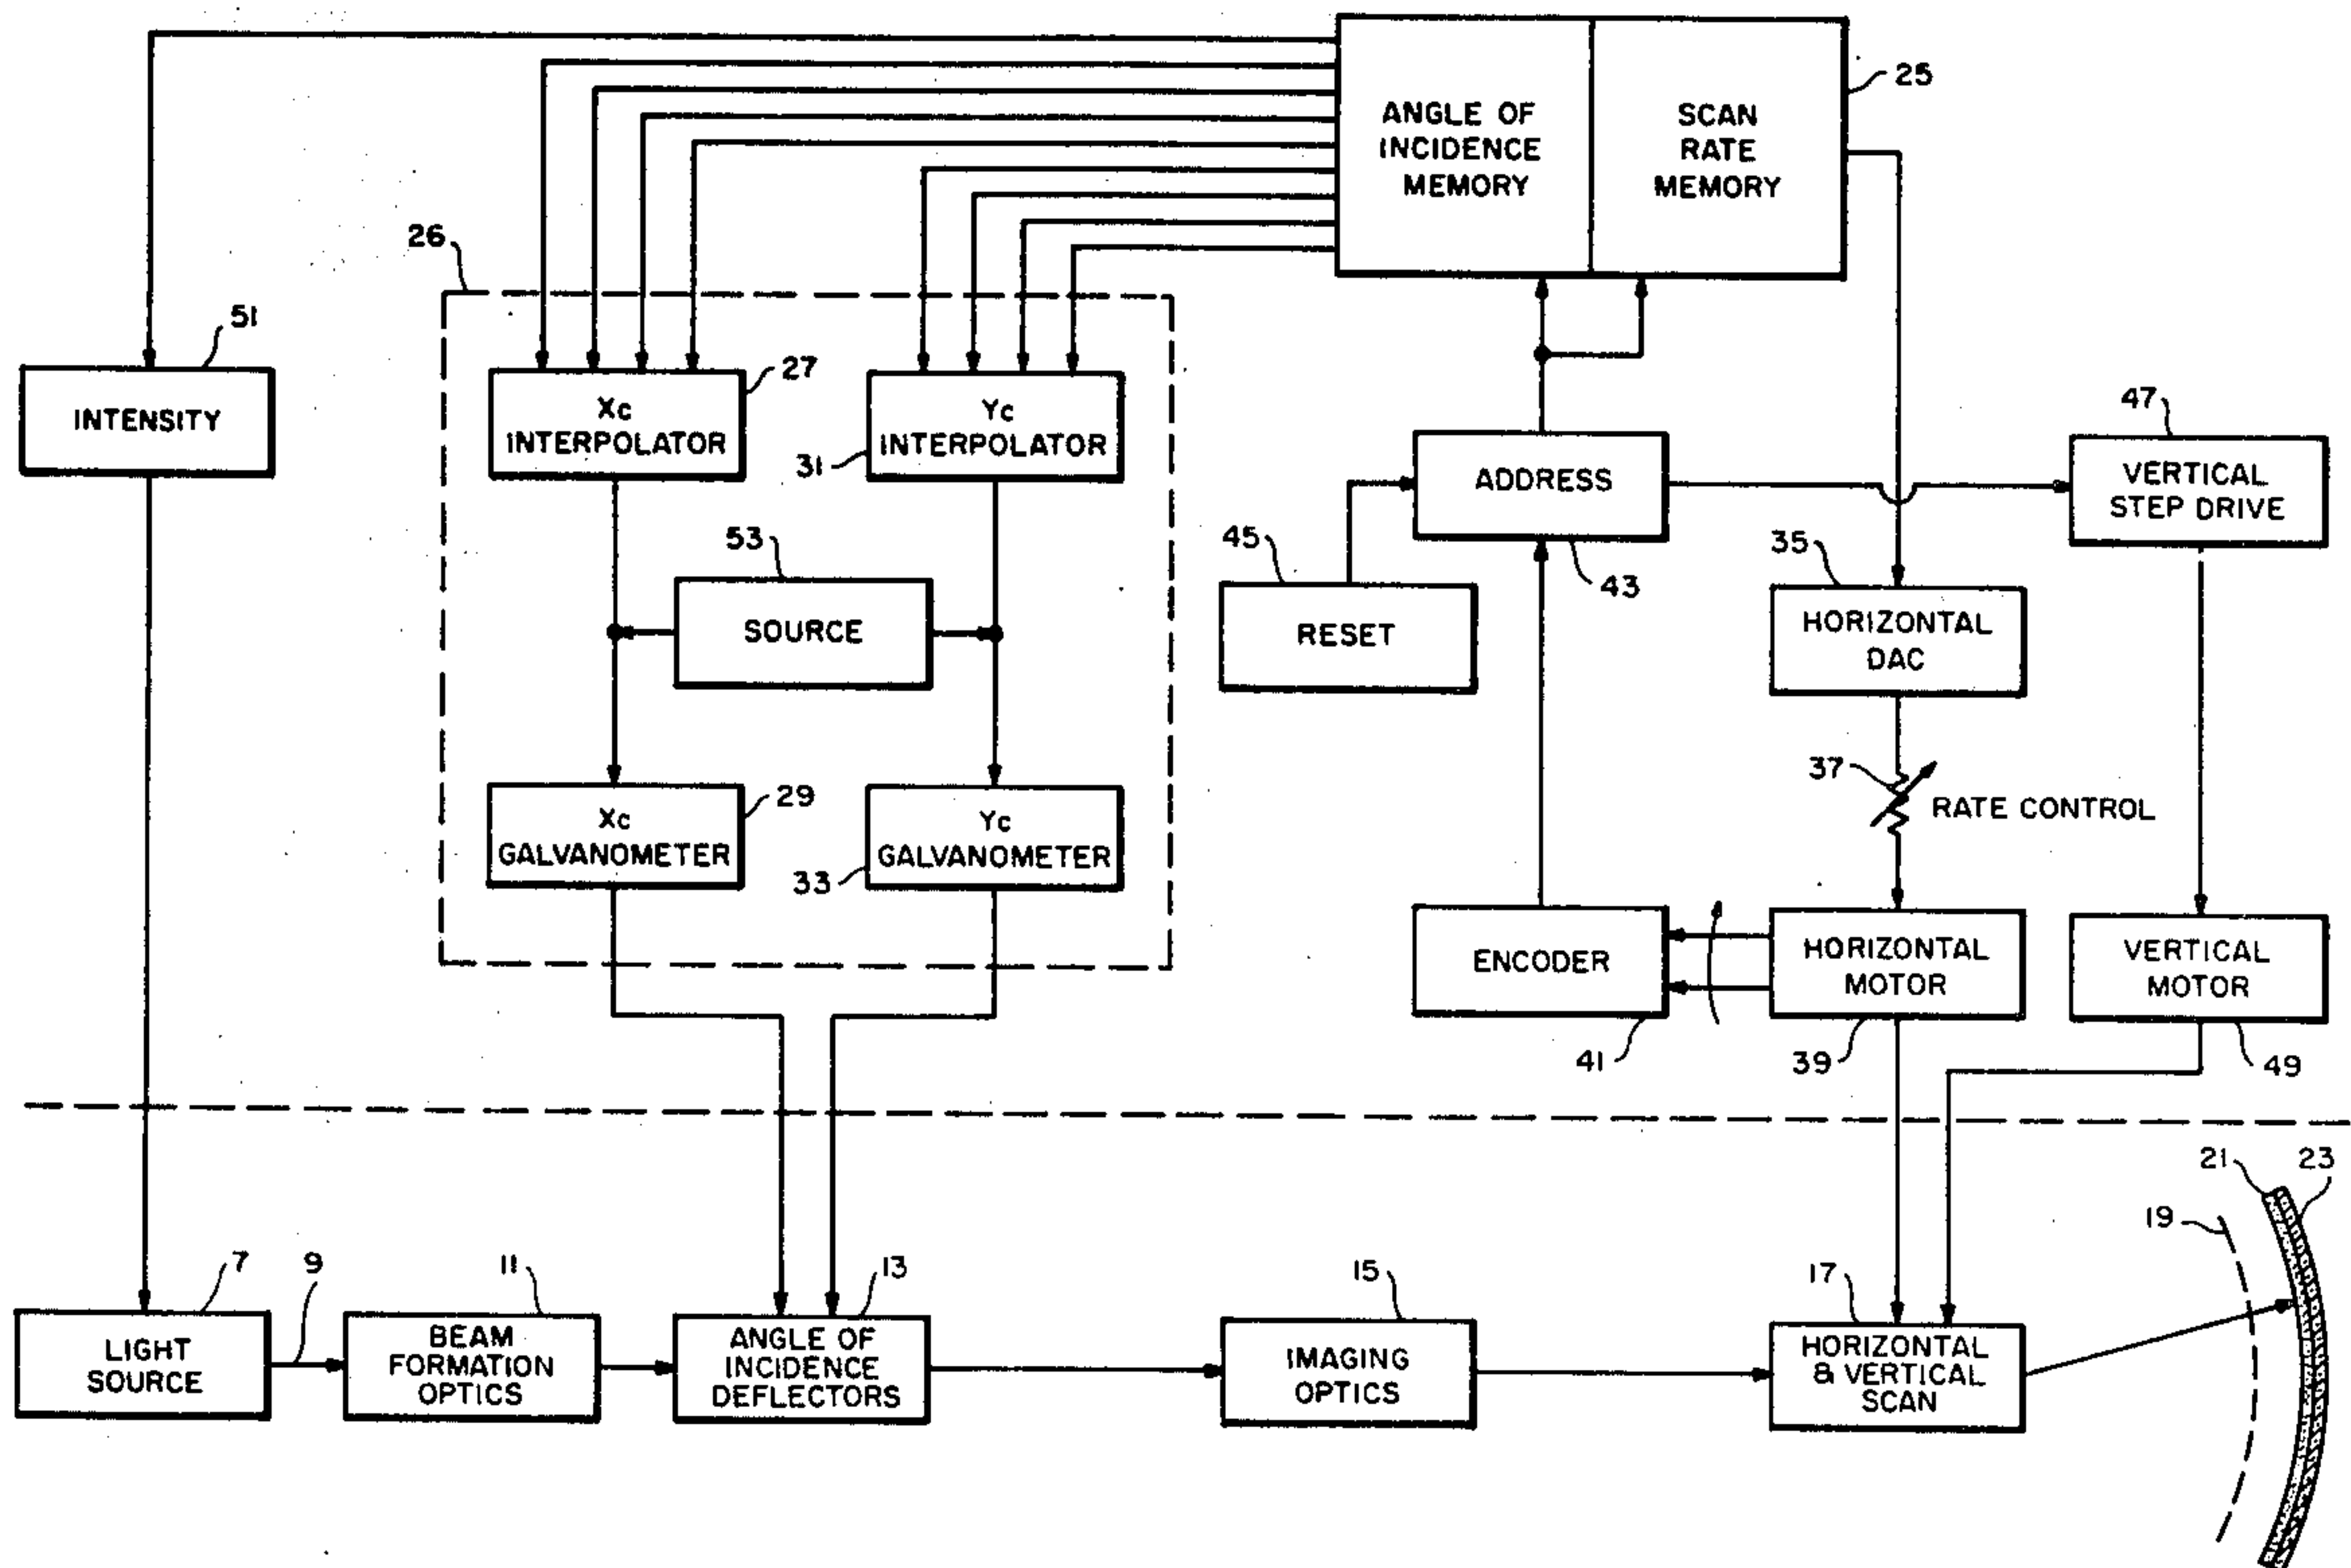 ANGLE OF
INCIDENCE
MEMORY
SCAN
RATE
MEMORY
25
26
51
INTENSITY
27
Xc
INTERPOLATOR
Yc
INTERPOLATOR
31
ADDRESS
43
47
VERTICAL
STEP DRIVE
53
SOURCE
45
RESET
35
HORIZONTAL
DAC
37
RATE CONTROL
29
Xc
GALVANOMETER
Yc
GALVANOMETER
33
ENCODER
41
HORIZONTAL
MOTOR
39
VERTICAL
MOTOR
49
21
23
19
7
LIGHT
SOURCE
9
11
BEAM
FORMATION
OPTICS
13
ANGLE OF
INCIDENCE
DEFLECTORS
15
IMAGING
OPTICS
17
HORIZONTAL
& VERTICAL
SCAN